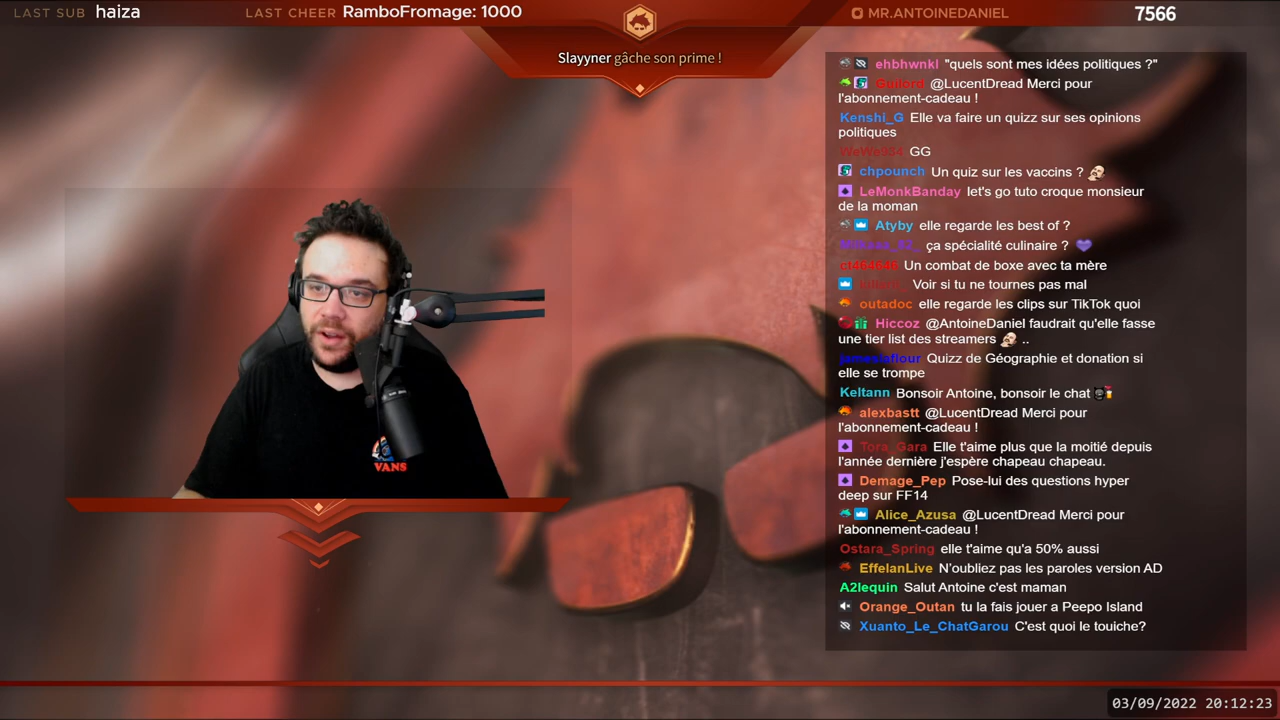 LAST SUB haiza
LAST CHEER RamboFromage: 1000
MR.ANTOINEDANIEL
7566
Slayyner gâche son prime !
ehbhwnkl "quels sont mes idées politiques ?"
Guilord @LucentDread Merci pour
l'abonnement-cadeau !
Kenshi_G Elle va faire un quizz sur ses opinions
politiques
GG
chpounch Un quiz sur les vaccins ?
LeMonkBanday let's go tuto croque monsieur
de la moman
Atyby elle regarde les best of ?
ça spécialité culinaire ?
ct464646 Un combat de boxe avec ta mère
Voir si tu ne tournes pas mal
outadoc elle regarde les clips sur TikTok quoi
Hiccoz @AntoineDaniel faudrait qu'elle fasse
une tier list des streamers ..
Quizz de Géographie et donation si
elle se trompe
Keltann Bonsoir Antoine, bonsoir le chat
alexbastt @LucentDread Merci pour
l'abonnement-cadeau !
Tora_Gara Elle t'aime plus que la moitié depuis
l'année dernière j'espère chapeau chapeau.
Demage_Pep Pose-lui des questions hyper
deep sur FF14
Alice_Azusa @LucentDread Merci pour
l'abonnement-cadeau !
Ostara_Spring elle t'aime qu'a 50% aussi
EffelanLive N'oubliez pas les paroles version AD
A2lequin Salut Antoine c'est maman
Orange_Outan tu la fais jouer a Peepo Island
Xuanto_Le_ChatGarou C'est quoi le touiche?
VANS
03/09/2022 20:12:23